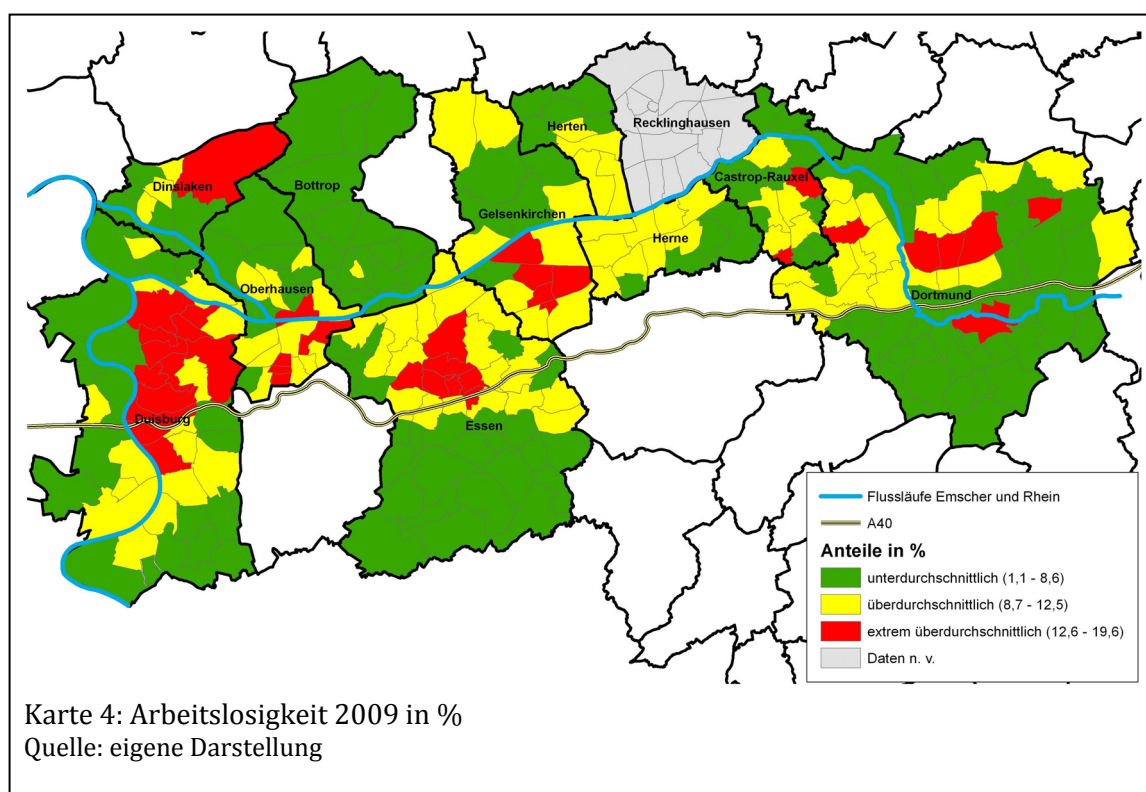 Herten
Recklinghausen
Dinslaken
Bottrop
Castrop-Rauxel
Gelsenkirchen
Herne
Oberhausen
Dortmund
Duisburg
Essen
Flussläufe Emscher und Rhein
A40
Anteile in %
unterdurchschnittlich (1,1 - 8,6)
überdurchschnittlich (8,7 - 12,5)
extrem überdurchschnittlich (12,6 - 19,6)
Daten n. v.
Karte 4: Arbeitslosigkeit 2009 in %
Quelle: eigene Darstellung